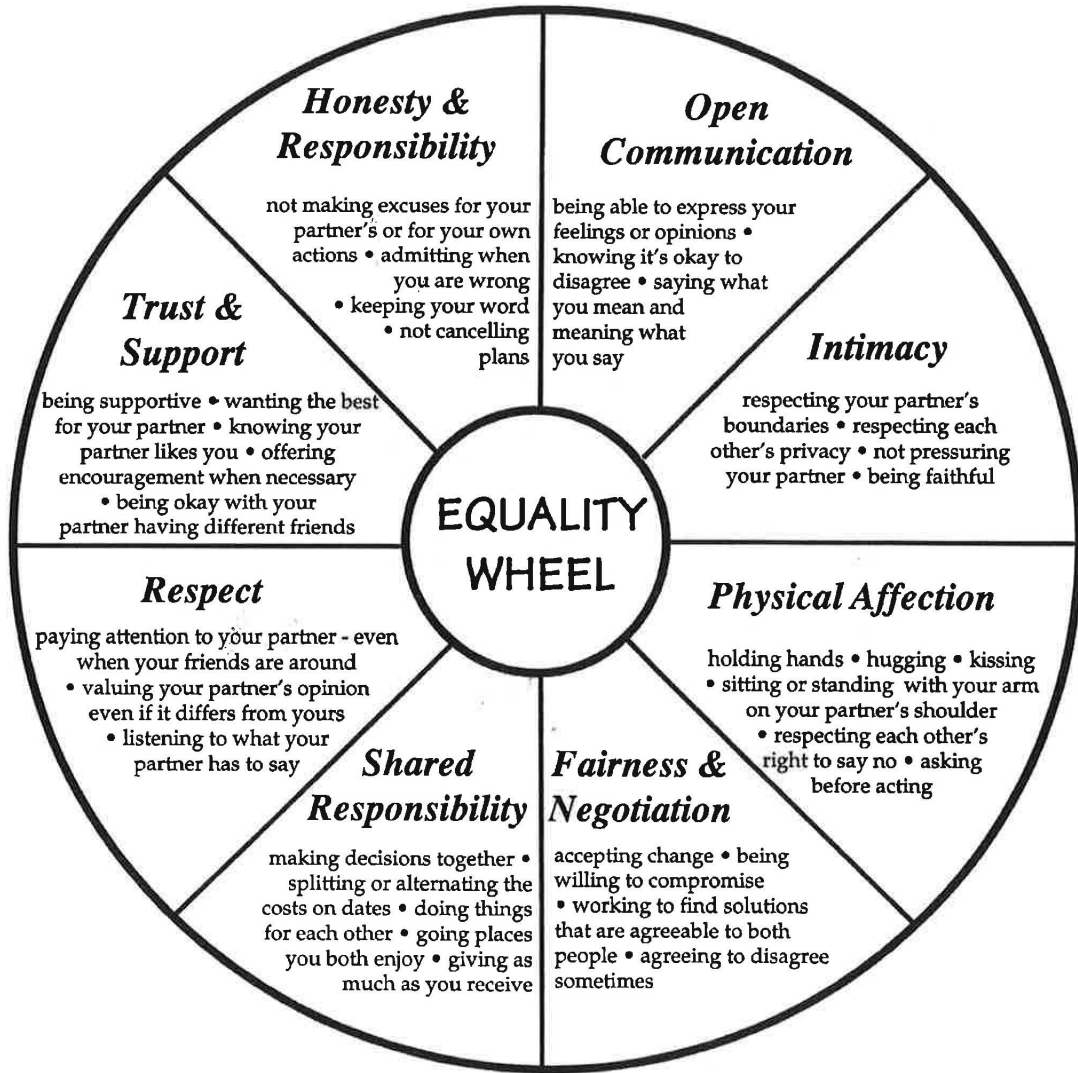 Honesty &
Responsibility
not making excuses for your
partner's or for your own
actions • admitting when
you are wrong
• keeping your word
• not cancelling
plans
Open
Communication
being able to express your
feelings or opinions •
knowing it's okay to
disagree • saying what
you mean and
meaning what
you say
Intimacy
respecting your partner's
boundaries • respecting each
other's privacy • not pressuring
your partner • being faithful
Physical Affection
holding hands • hugging • kissing
• sitting or standing with your arm
on your partner's shoulder
• respecting each other's
right to say no • asking
before acting
Fairness &
Negotiation
accepting change • being
willing to compromise
• working to find solutions
that are agreeable to both
people • agreeing to disagree
sometimes
Shared
Responsibility
making decisions together •
splitting or alternating the
costs on dates • doing things
for each other • going places
you both enjoy • giving as
much as you receive
Respect
paying attention to your partner - even
when your friends are around
• valuing your partner's opinion
even if it differs from yours
• listening to what your
partner has to say
Trust &
Support
being supportive • wanting the best
for your partner • knowing your
partner likes you • offering
encouragement when necessary
• being okay with your
partner having different friends
EQUALITY
WHEEL